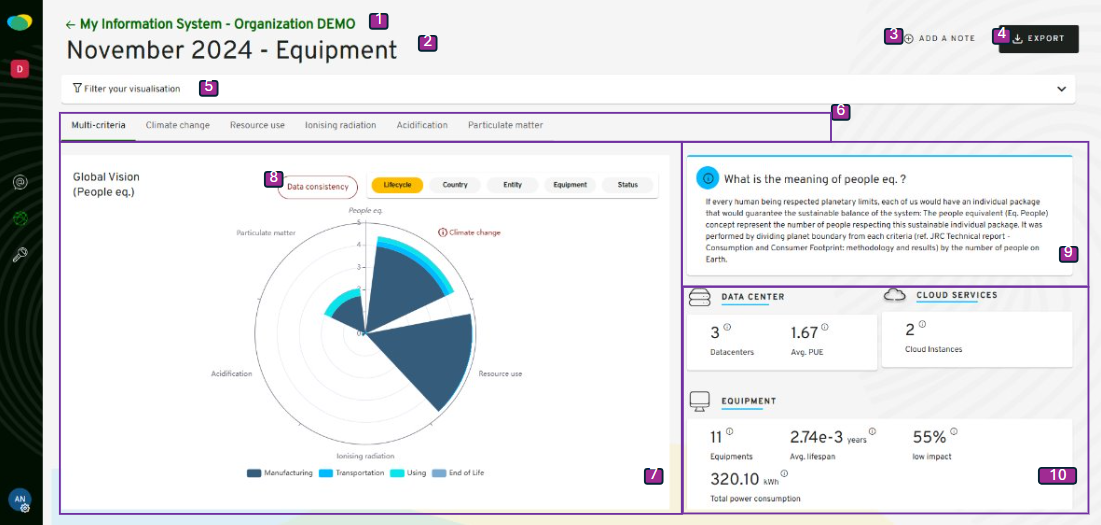 ← My Information System - Organization DEMO 1
November 2024 - Equipment 2
3 ADD A NOTE
4 EXPORT
D
Filter your visualisation 5
6
Multi-criteria Climate change Resource use Ionising radiation Acidification Particulate matter
Global Vision
(People eq.)
8
Data consistency
Lifecycle Country Entity Equipment Status
People eq.
5
4
3
2
0
Particulate matter
Climate change
Resource use
Acidification
Ionising radiation
Manufacturing Transportation Using End of Life
7
What is the meaning of people eq. ?
If every human being respected planetary limits, each of us would have an individual package
that would guarantee the sustainable balance of the system: The people equivalent (Eq. People)
concept represent the number of people respecting this sustainable individual package. It was
performed by dividing planet boundary from each criteria (ref. JRC Technical report -
Consumption and Consumer Footprint: methodology and results) by the number of people on
Earth.
9
DATA CENTER
3 1.67
Datacenters Avg. PUE
CLOUD SERVICES
2
Cloud Instances
EQUIPMENT
11 2.74e-3 years 55%
Equipments Avg. lifespan low impact
320.10 kWh
Total power consumption
10
AN